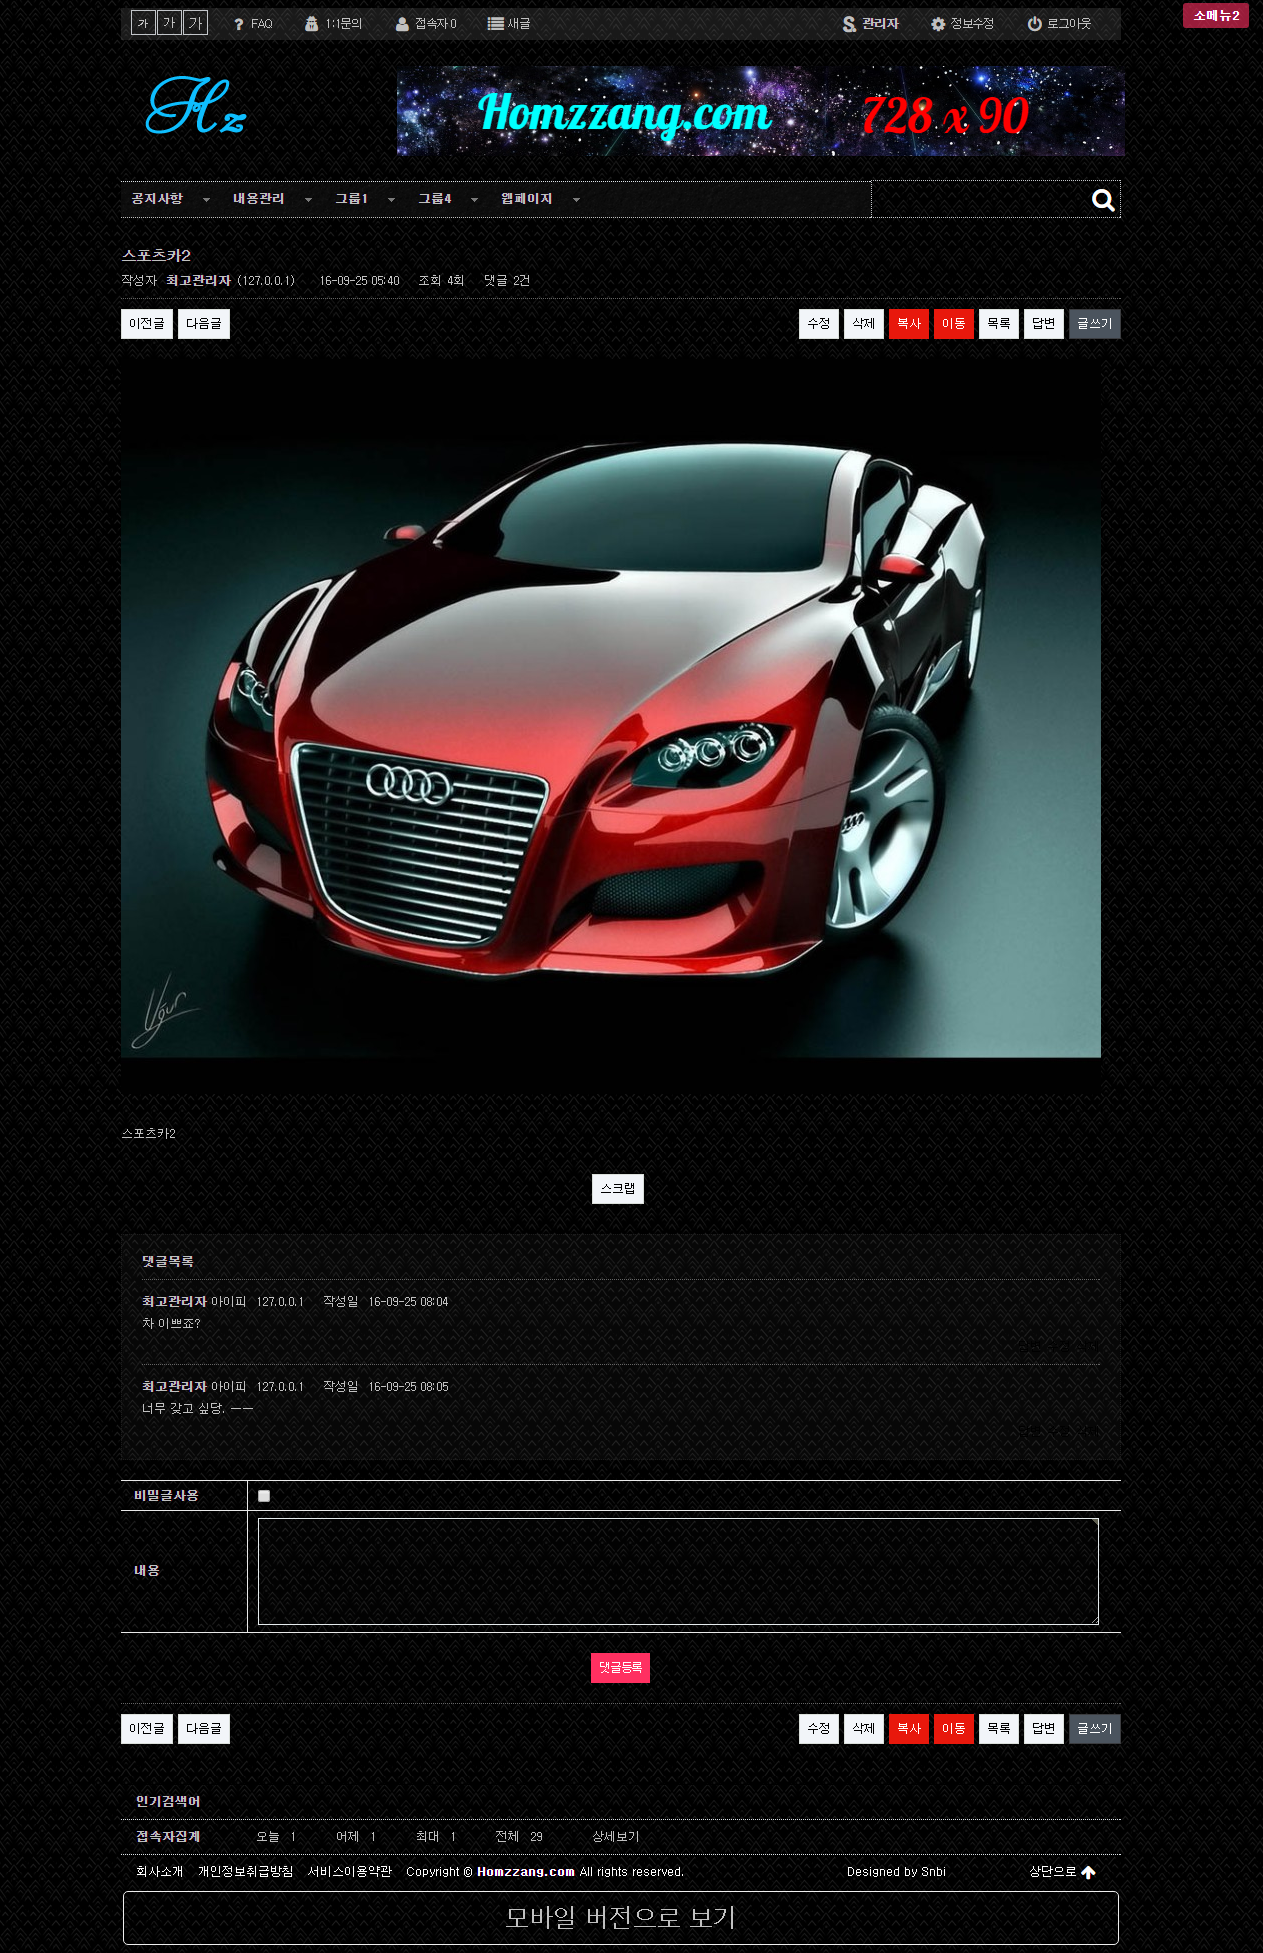 가 가 가 ? FAQ 1:1문의 접속자 0 새글 관리자 정보수정 로그아웃 소메뉴2
Hz
Homzzang.com 728 x 90
공지사항 내용관리 그룹1 그룹4 웹페이지
스포츠카2
작성자 최고관리자 (127.0.0.1) 16-09-25 05:40 조회 4회 댓글 2건
이전글 다음글 수정 삭제 복사 이동 목록 답변 글쓰기
Ugur
스포츠카2
스크랩
댓글목록
최고관리자 아이피 127.0.0.1 작성일 16-09-25 08:04
차 이쁘죠?
최고관리자 아이피 127.0.0.1 작성일 16-09-25 08:05
너무 갖고 싶당. ㅡㅡ
비밀글사용
내용
댓글등록
이전글 다음글 수정 삭제 복사 이동 목록 답변 글쓰기
인기검색어
접속자집계 오늘 1 어제 1 최대 1 전체 29 상세보기
회사소개 개인정보취급방침 서비스이용약관 Copyright © Homzzang.com All rights reserved. Designed by Snbi 상단으로
모바일 버전으로 보기